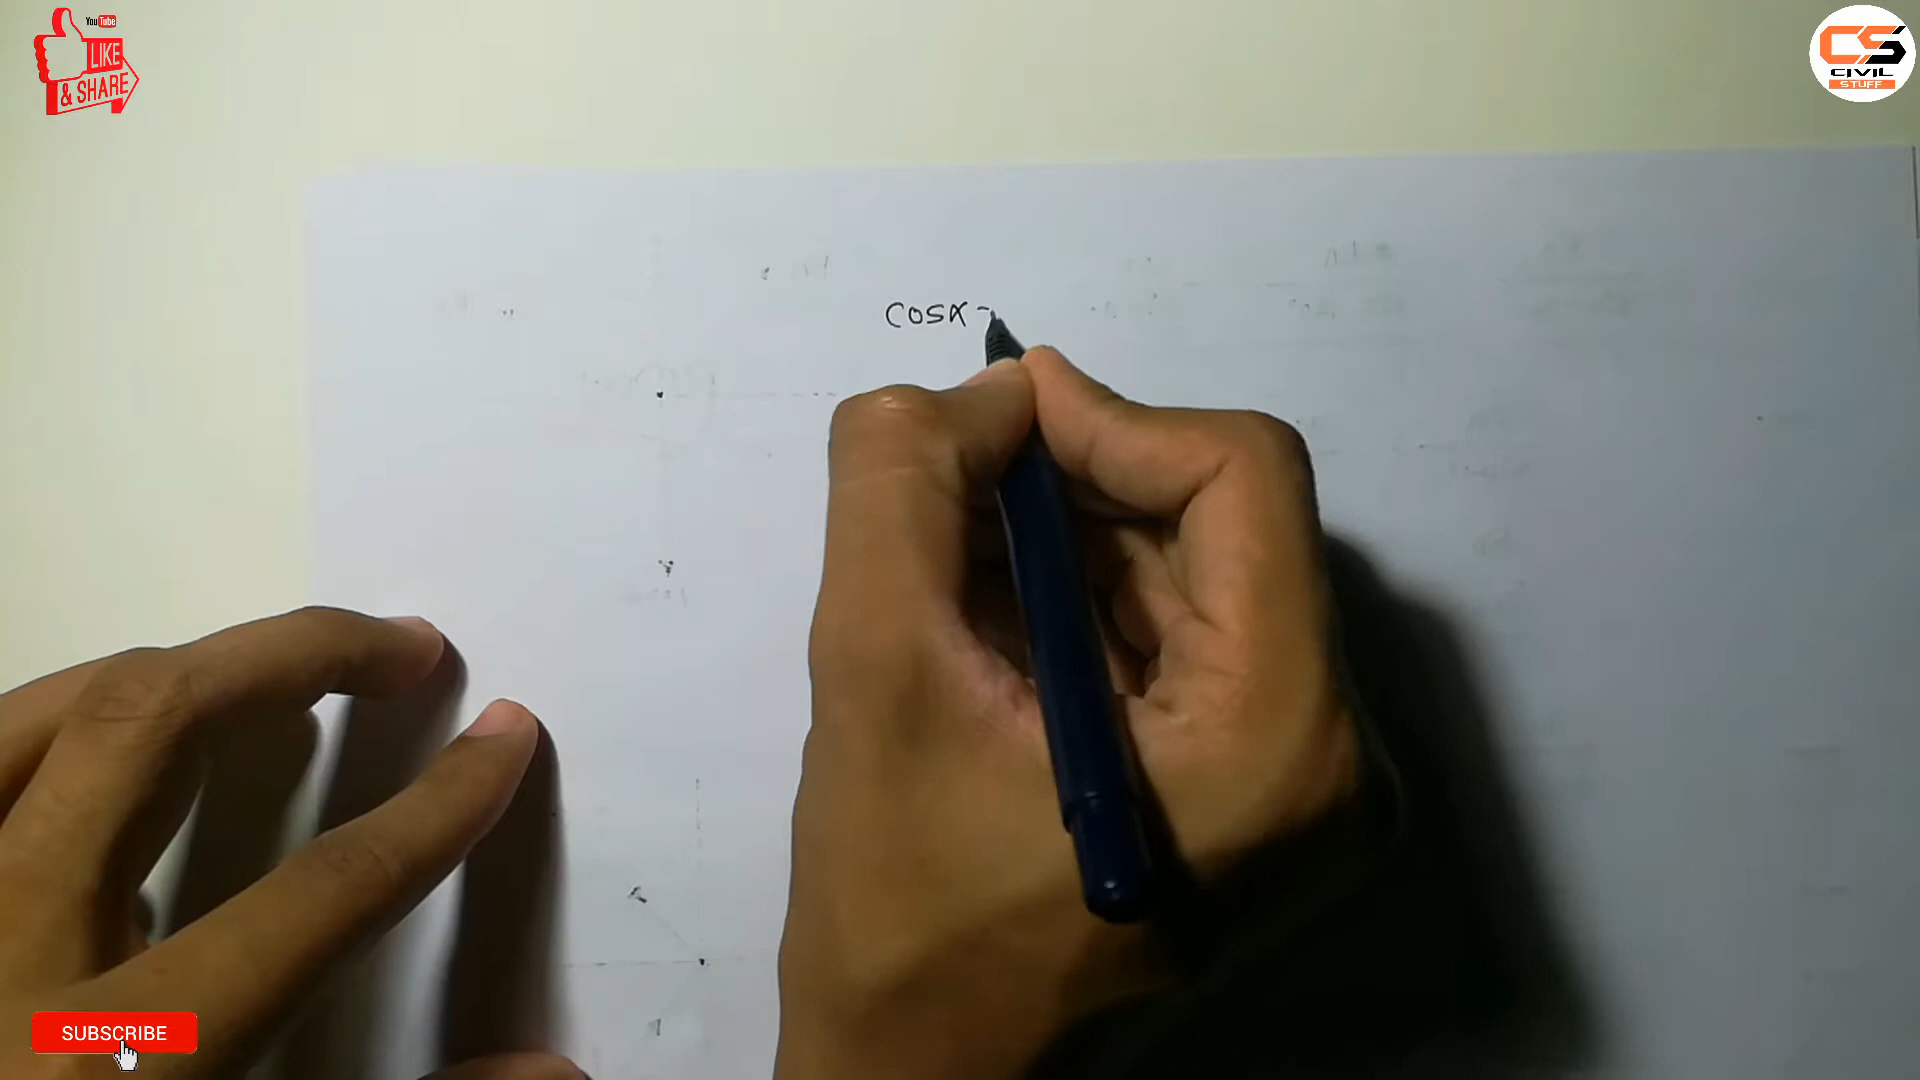 YouTube
LIKE
& SHARE
CS
CIVIL
STUFF
cosα =
SUBSCRIBE